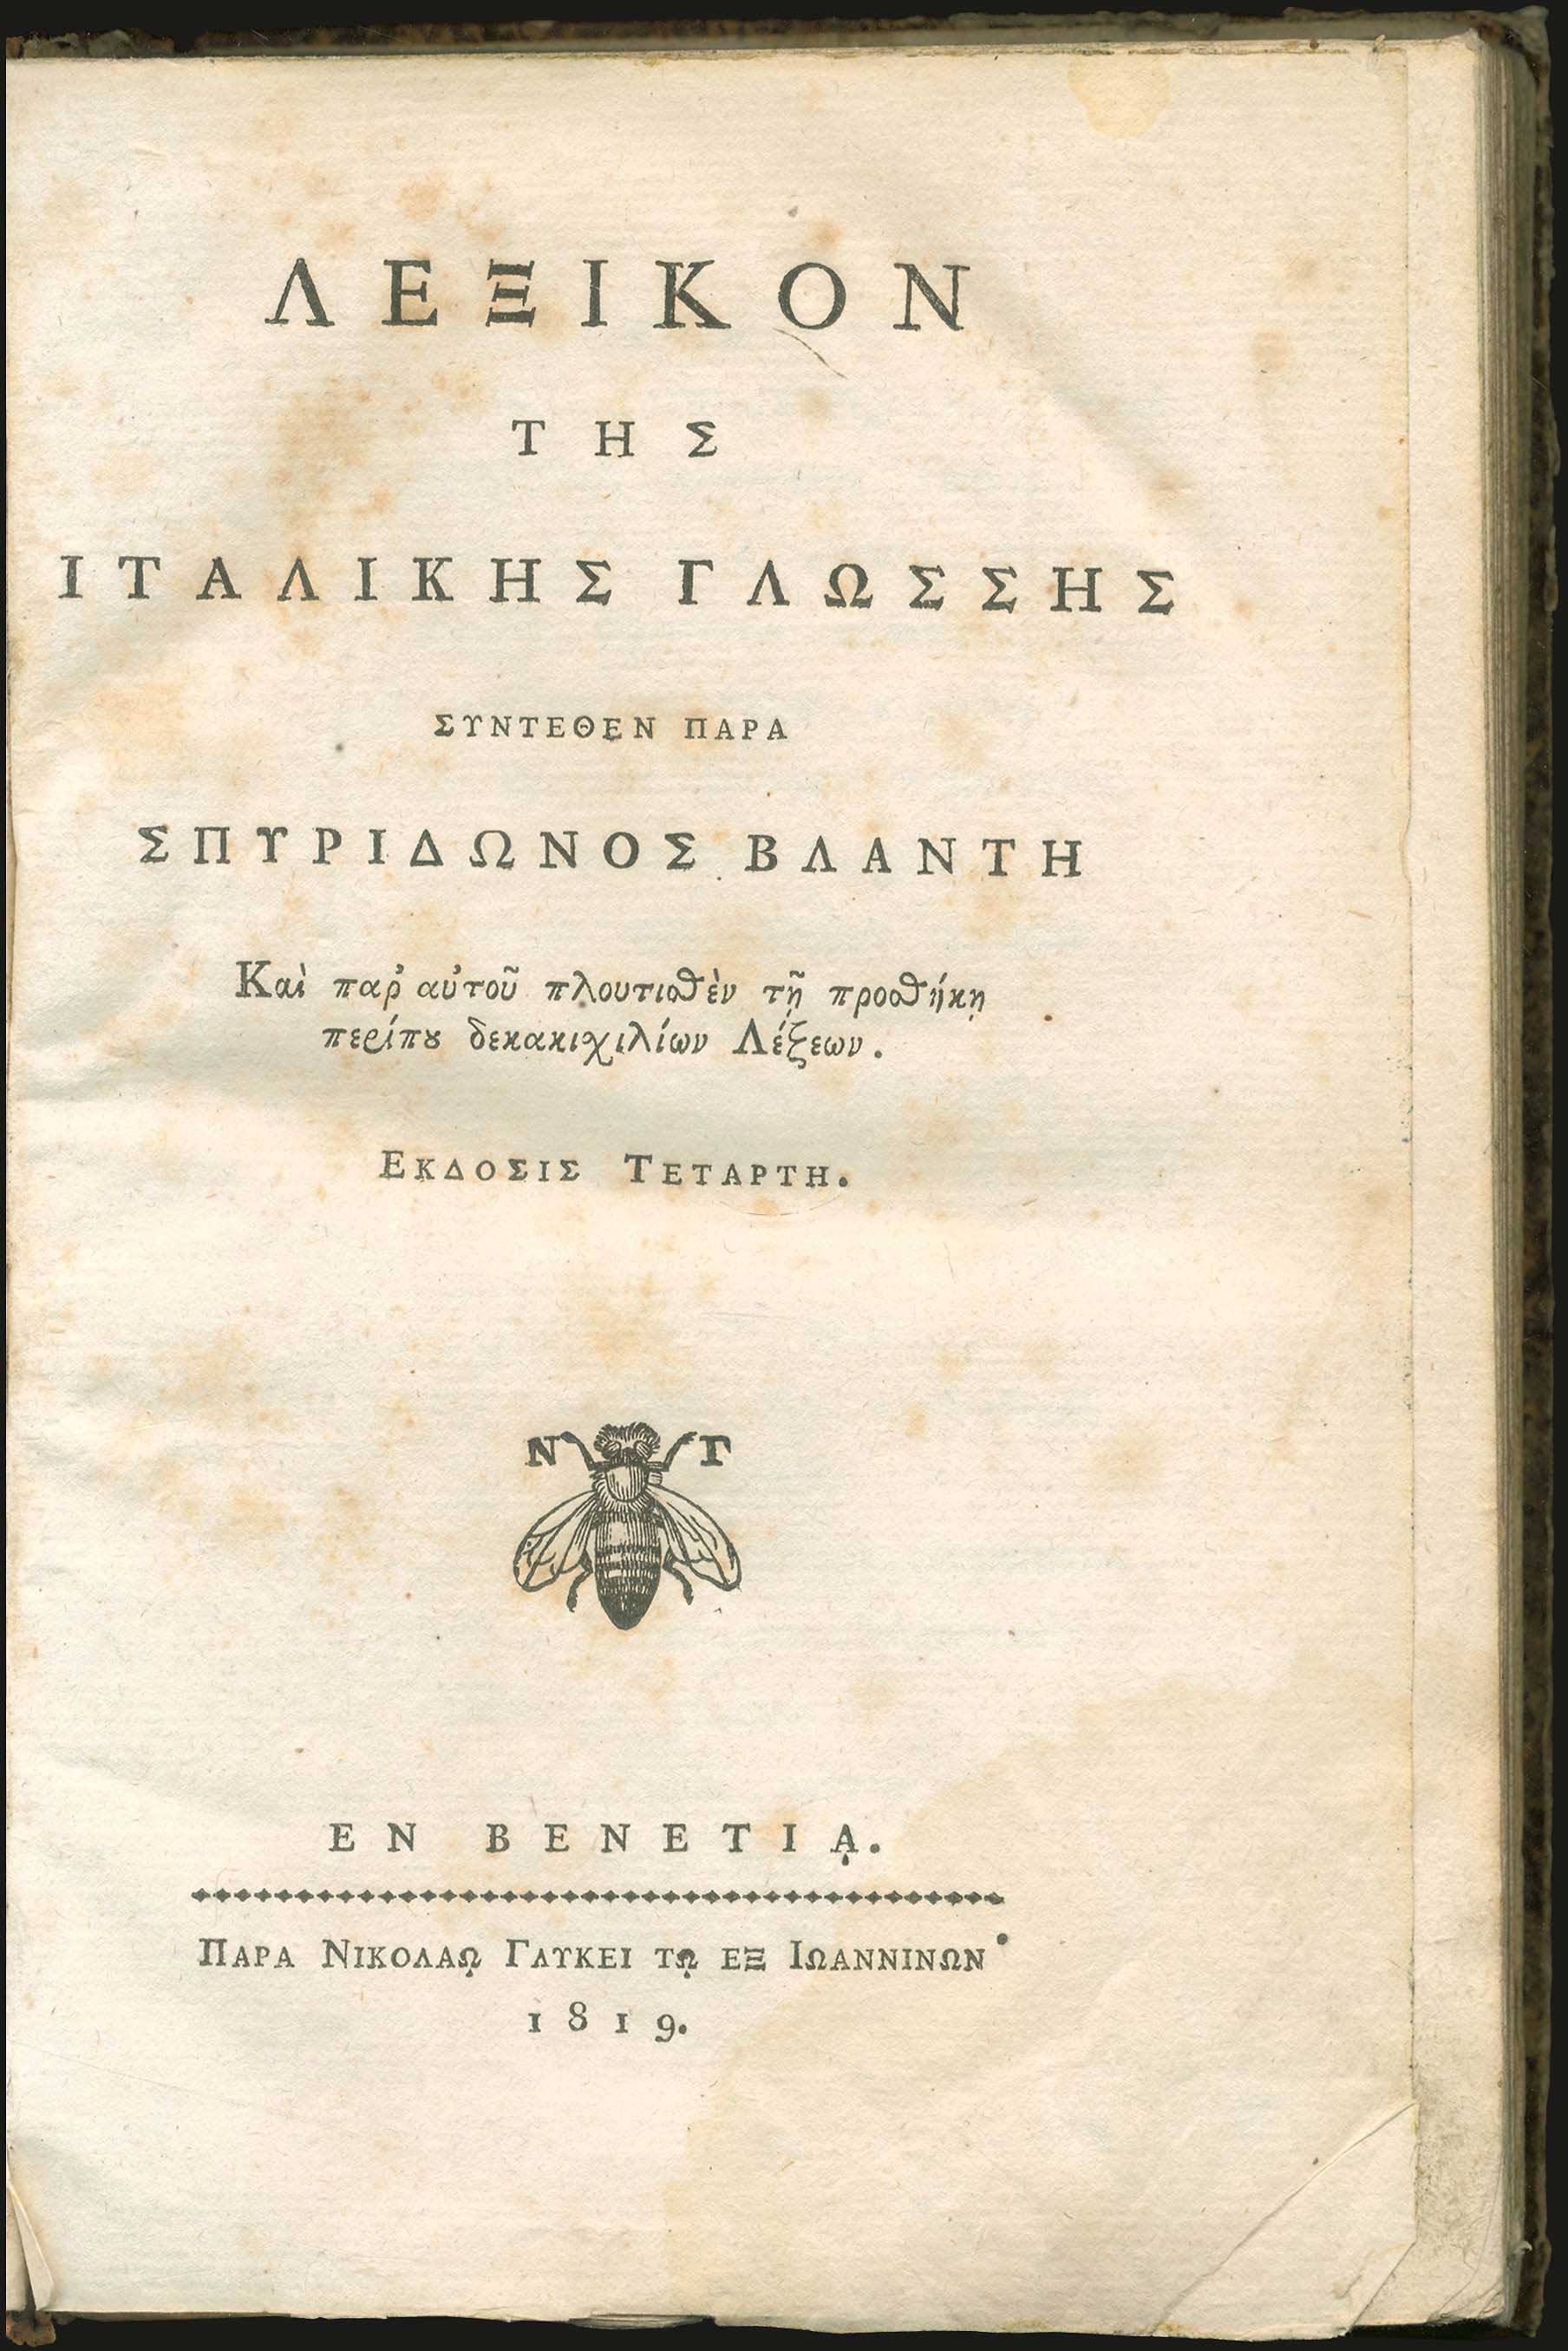 ΛΕΞΙΚΟΝ
ΤΗΣ
ΙΤΑΛΙΚΗΣ ΓΛΩΣΣΗΣ
ΣΥΝΤΕΘΕΝ ΠΑΡΑ
ΣΠΥΡΙΔΩΝΟΣ ΒΛΑΝΤΗ
Καὶ παρ᾽ αὐτοῦ πλουτισθὲν τῇ προσθήκῃ
περίπȣ δεκακιχιλίων Λέξεων.
ΕΚΔΟΣΙΣ ΤΕΤΑΡΤΗ.
Ν Γ
ΕΝ ΒΕΝΕΤΙᾼ.
ΠΑΡΑ ΝΙΚΟΛΑῼ ΓΛΥΚΕΙ Τῼ ΕΞ ΙΩΑΝΝΙΝΩΝ
1819.